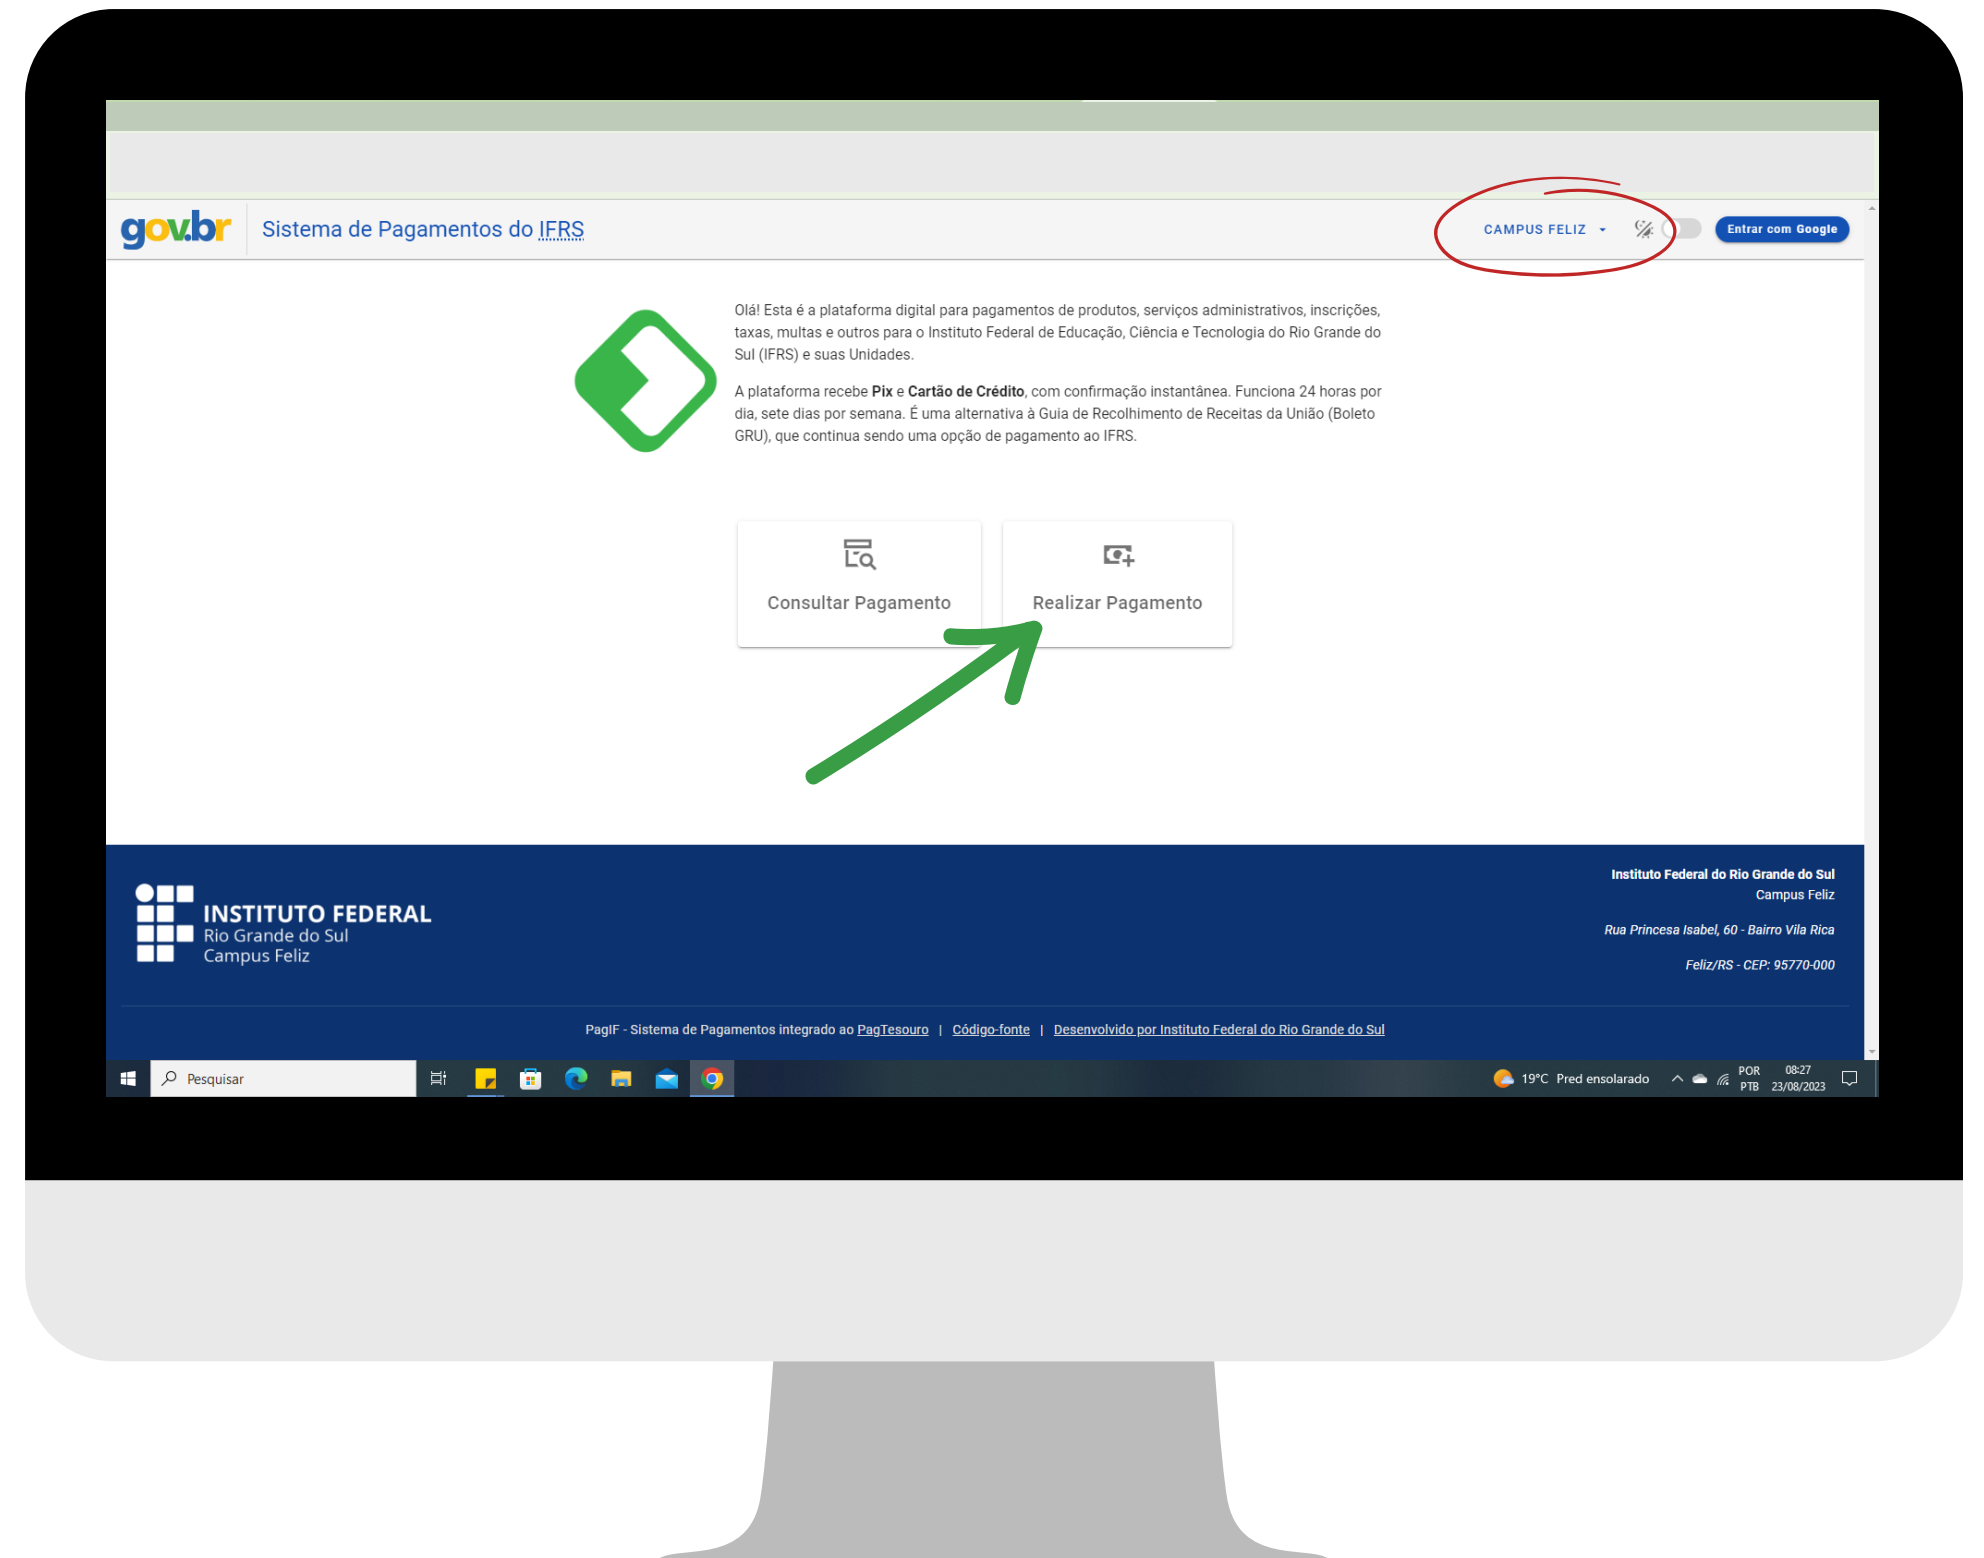 gov.br
Sistema de Pagamentos do IFRS
CAMPUS FELIZ
Entrar com Google
Olá! Esta é a plataforma digital para pagamentos de produtos, serviços administrativos, inscrições,
taxas, multas e outros para o Instituto Federal de Educação, Ciência e Tecnologia do Rio Grande do
Sul (IFRS) e suas Unidades.
A plataforma recebe Pix e Cartão de Crédito, com confirmação instantânea. Funciona 24 horas por
dia, sete dias por semana. É uma alternativa à Guia de Recolhimento de Receitas da União (Boleto
GRU), que continua sendo uma opção de pagamento ao IFRS.
Consultar Pagamento
Realizar Pagamento
INSTITUTO FEDERAL
Rio Grande do Sul
Campus Feliz
Instituto Federal do Rio Grande do Sul
Campus Feliz
Rua Princesa Isabel, 60 - Bairro Vila Rica
Feliz/RS - CEP: 95770-000
PagIF - Sistema de Pagamentos integrado ao PagTesouro | Código-fonte | Desenvolvido por Instituto Federal do Rio Grande do Sul
Pesquisar
19°C Pred ensolarado
POR
PTB
08:27
23/08/2023